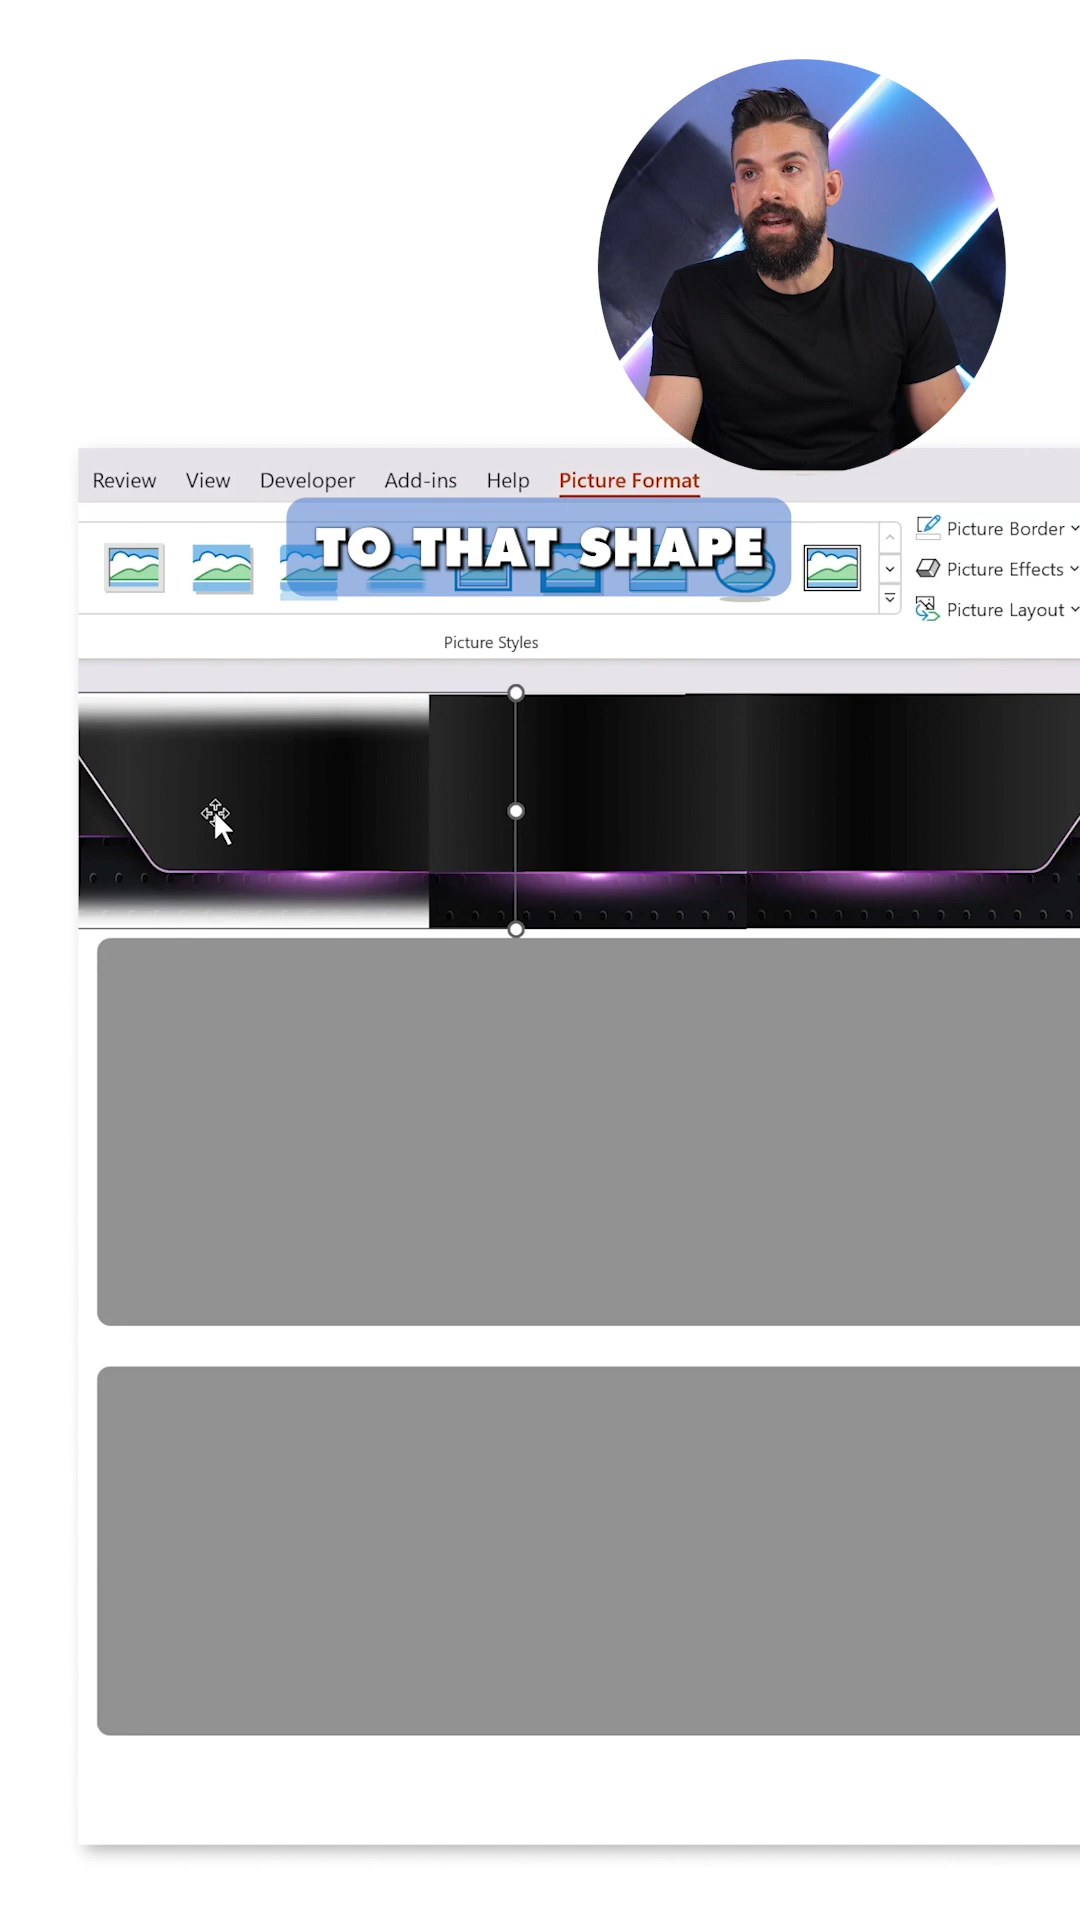 Review View Developer Add-ins Help Picture Format
TO THAT SHAPE
Picture Border
Picture Effects
Picture Layout
Picture Styles